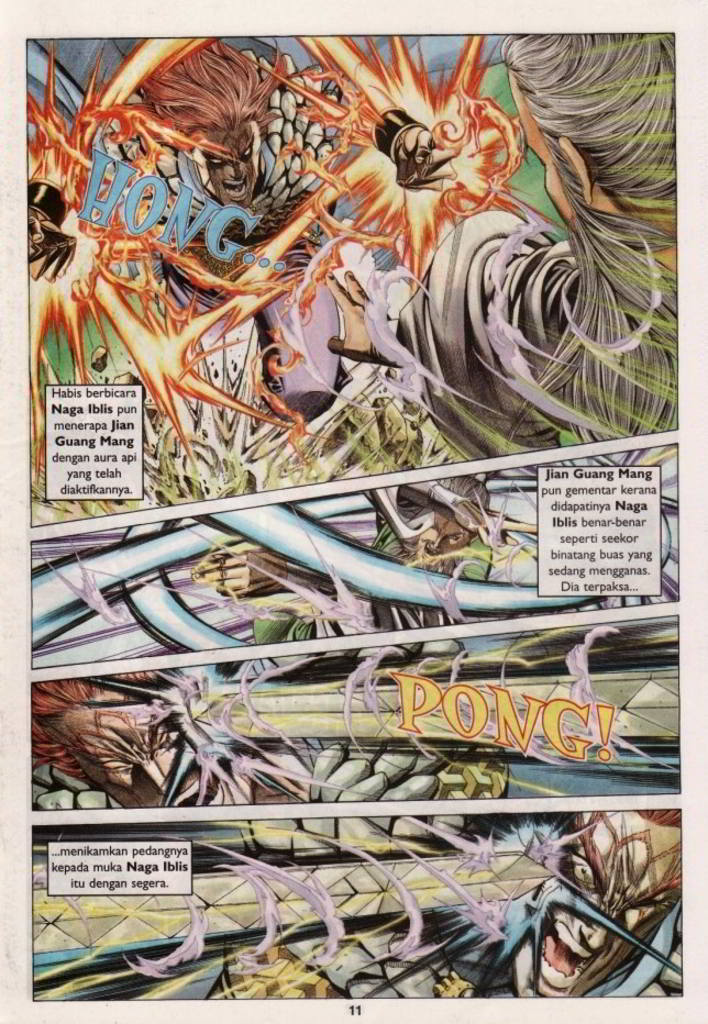 HONG...
Habis berbicara
Naga Iblis pun
menerapa Jian
Guang Mang
dengan aura api
yang telah
diaktifkannya.
Jian Guang Mang
pun gementar kerana
didapatinya Naga
Iblis benar-benar
seperti seekor
binatang buas yang
sedang mengganas.
Dia terpaksa...
PONG!
...menikamkan pedangnya
kepada muka Naga Iblis
itu dengan segera.
11